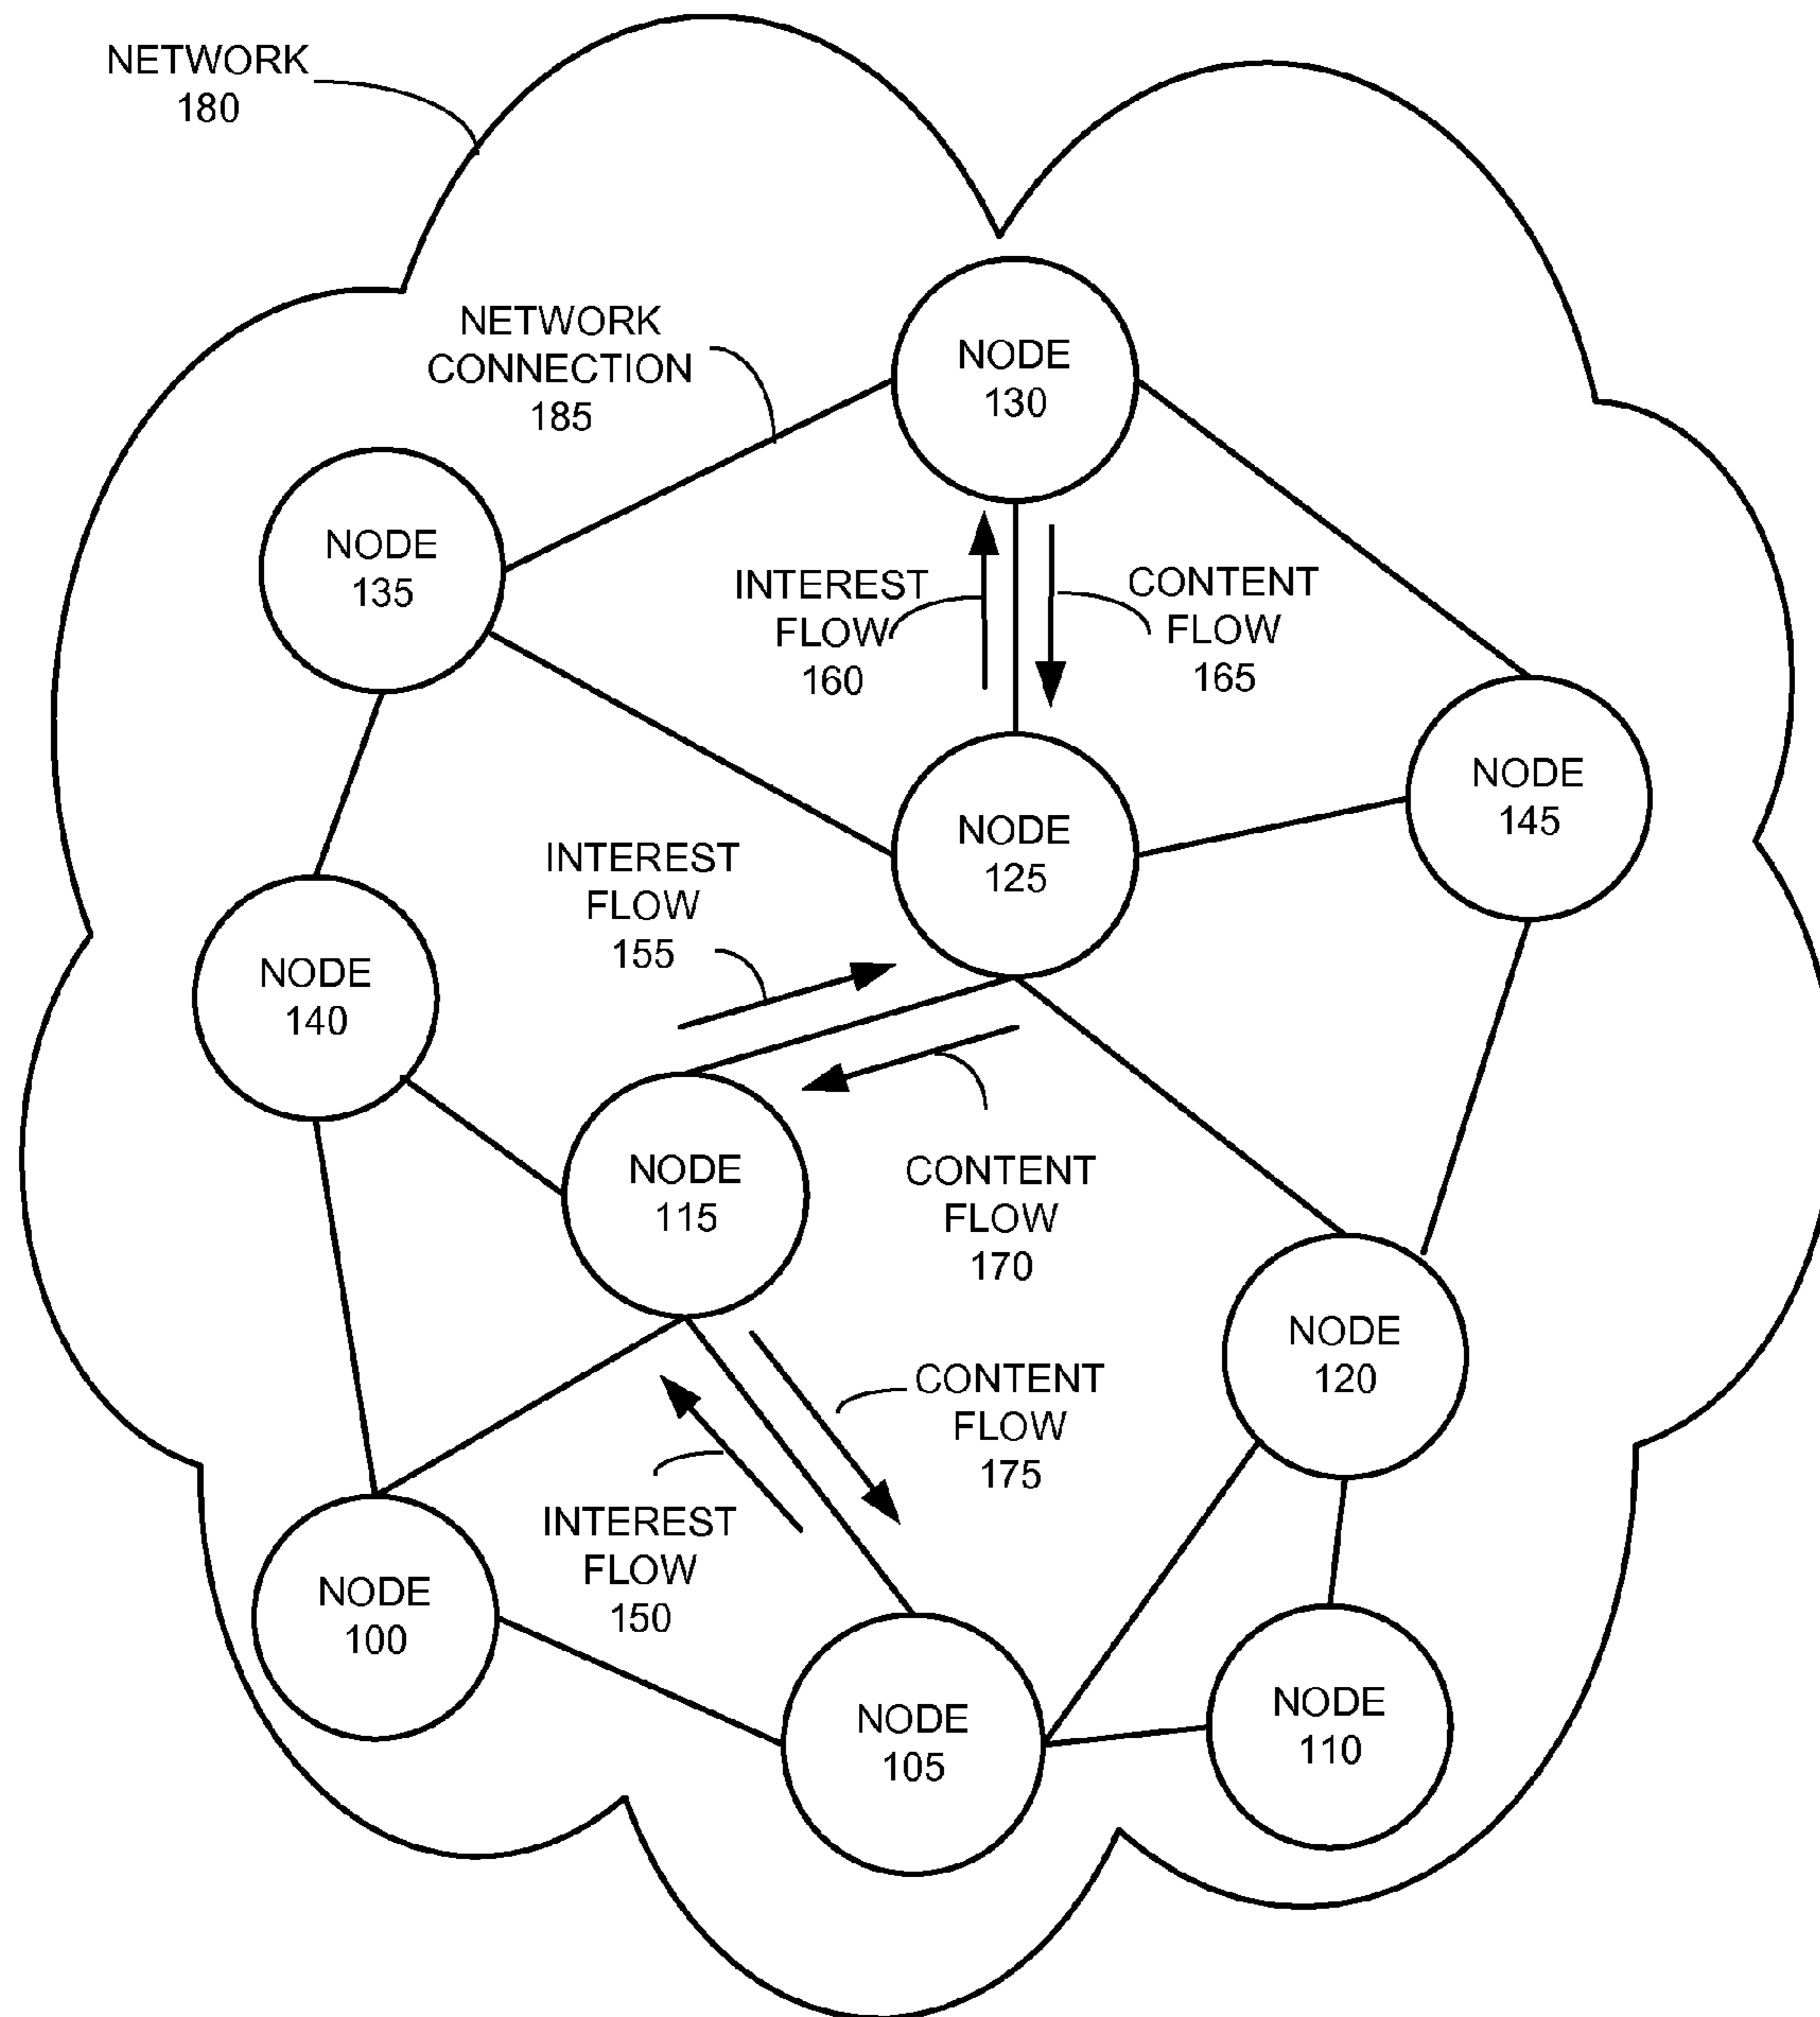 NETWORK
180
NETWORK
CONNECTION
185
NODE
130
NODE
135
INTEREST
FLOW
160
CONTENT
FLOW
165
NODE
145
NODE
125
INTEREST
FLOW
155
NODE
140
NODE
115
CONTENT
FLOW
170
NODE
120
CONTENT
FLOW
175
INTEREST
FLOW
150
NODE
100
NODE
105
NODE
110